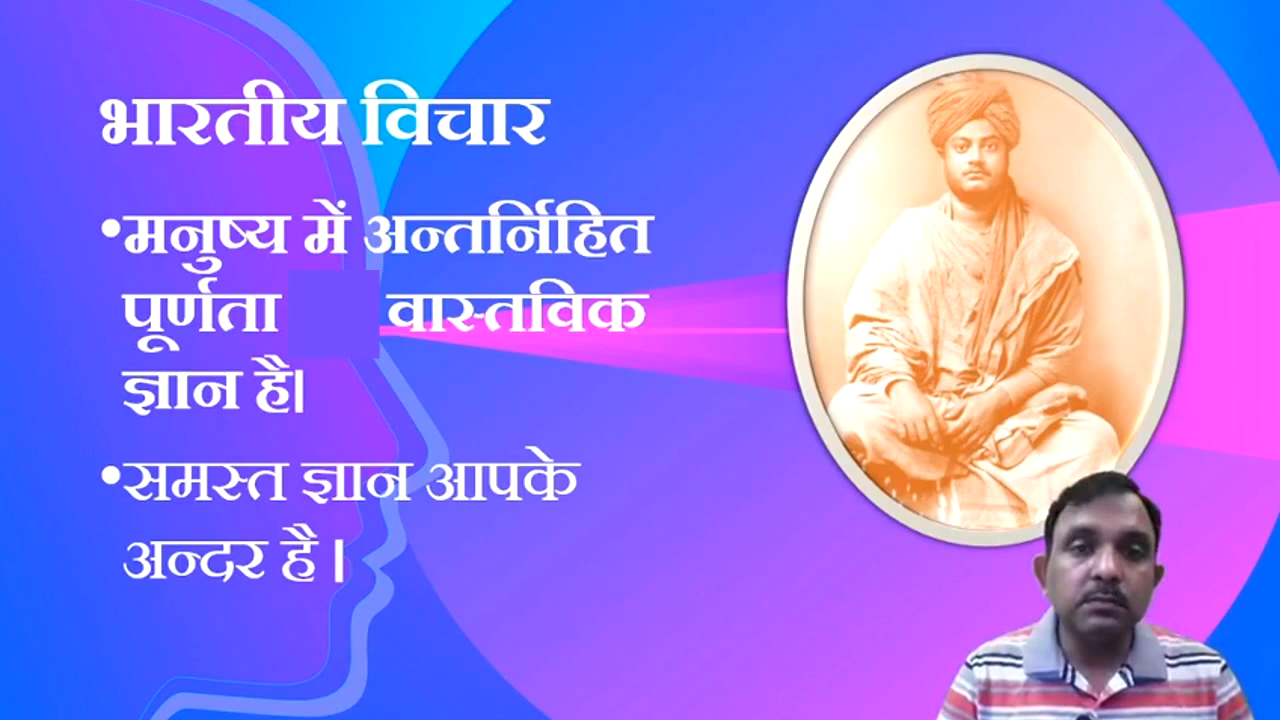 भारतीय विचार
•मनुष्य में अन्तर्निहित
पूर्णता वास्तविक
ज्ञान है।
•समस्त ज्ञान आपके
अन्दर है ।